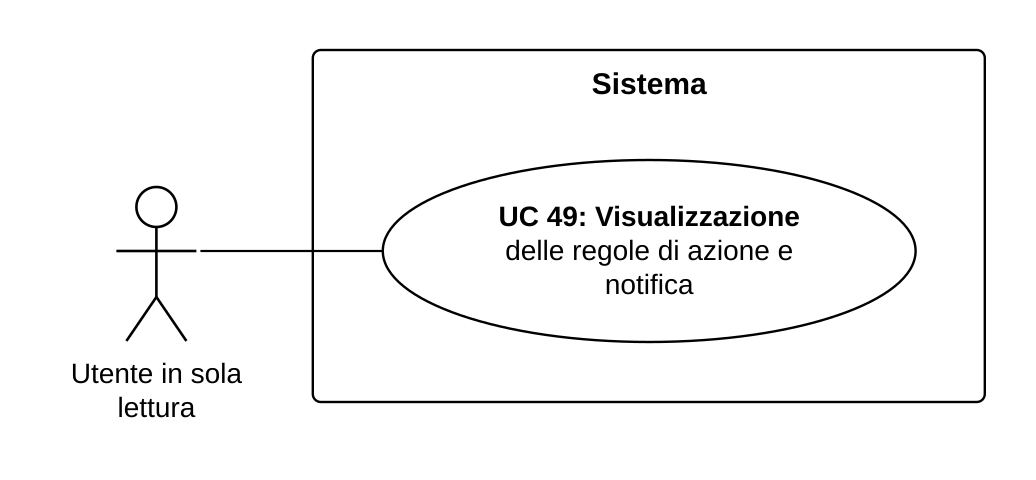 Sistema
UC 49: Visualizzazione
delle regole di azione e
notifica
Utente in sola
lettura